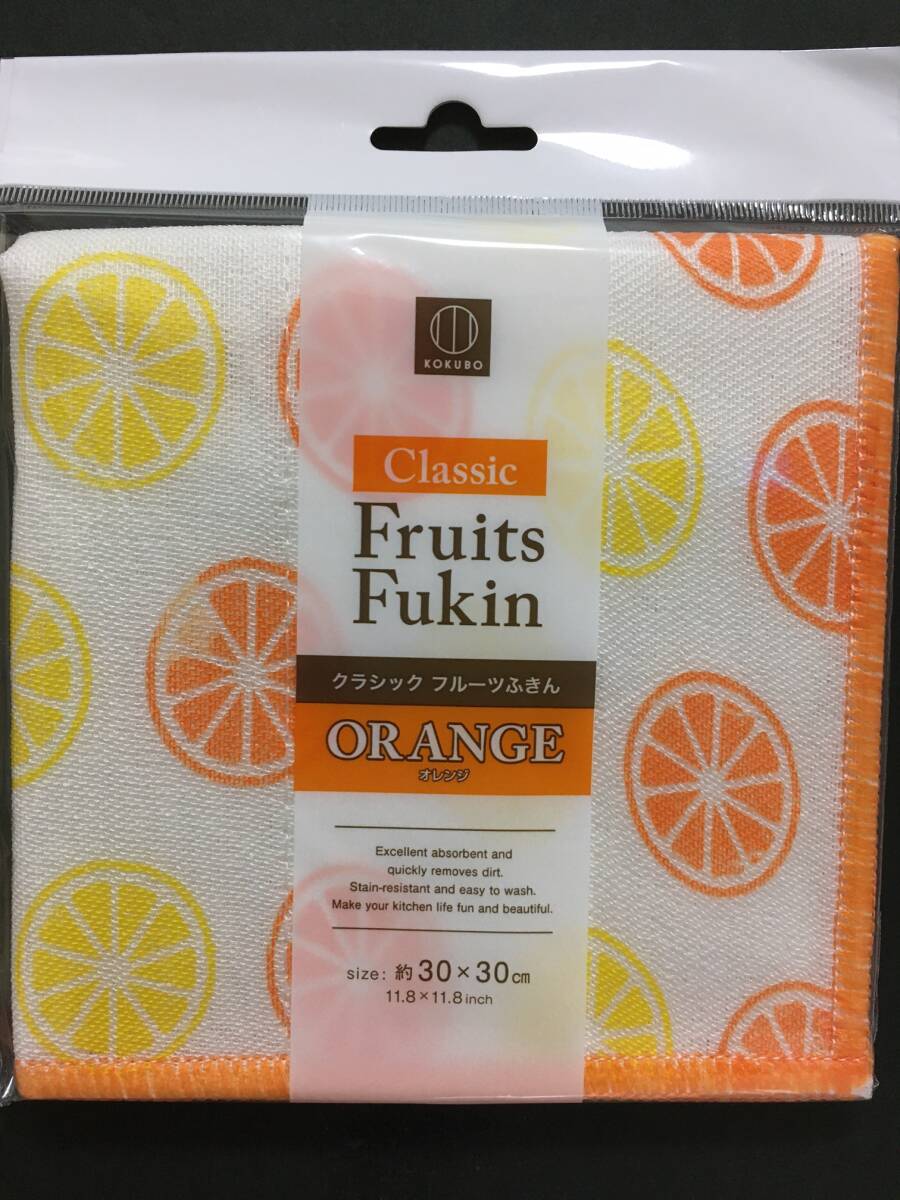 KOKUBO
Classic
Fruits
Fukin
クラシック フルーツふきん
ORANGE
オレンジ
Excellent absorbent and
quickly removes dirt.
Stain-resistant and easy to wash.
Make your kitchen life fun and beautiful.
size: 約30×30cm
11.8×11.8inch